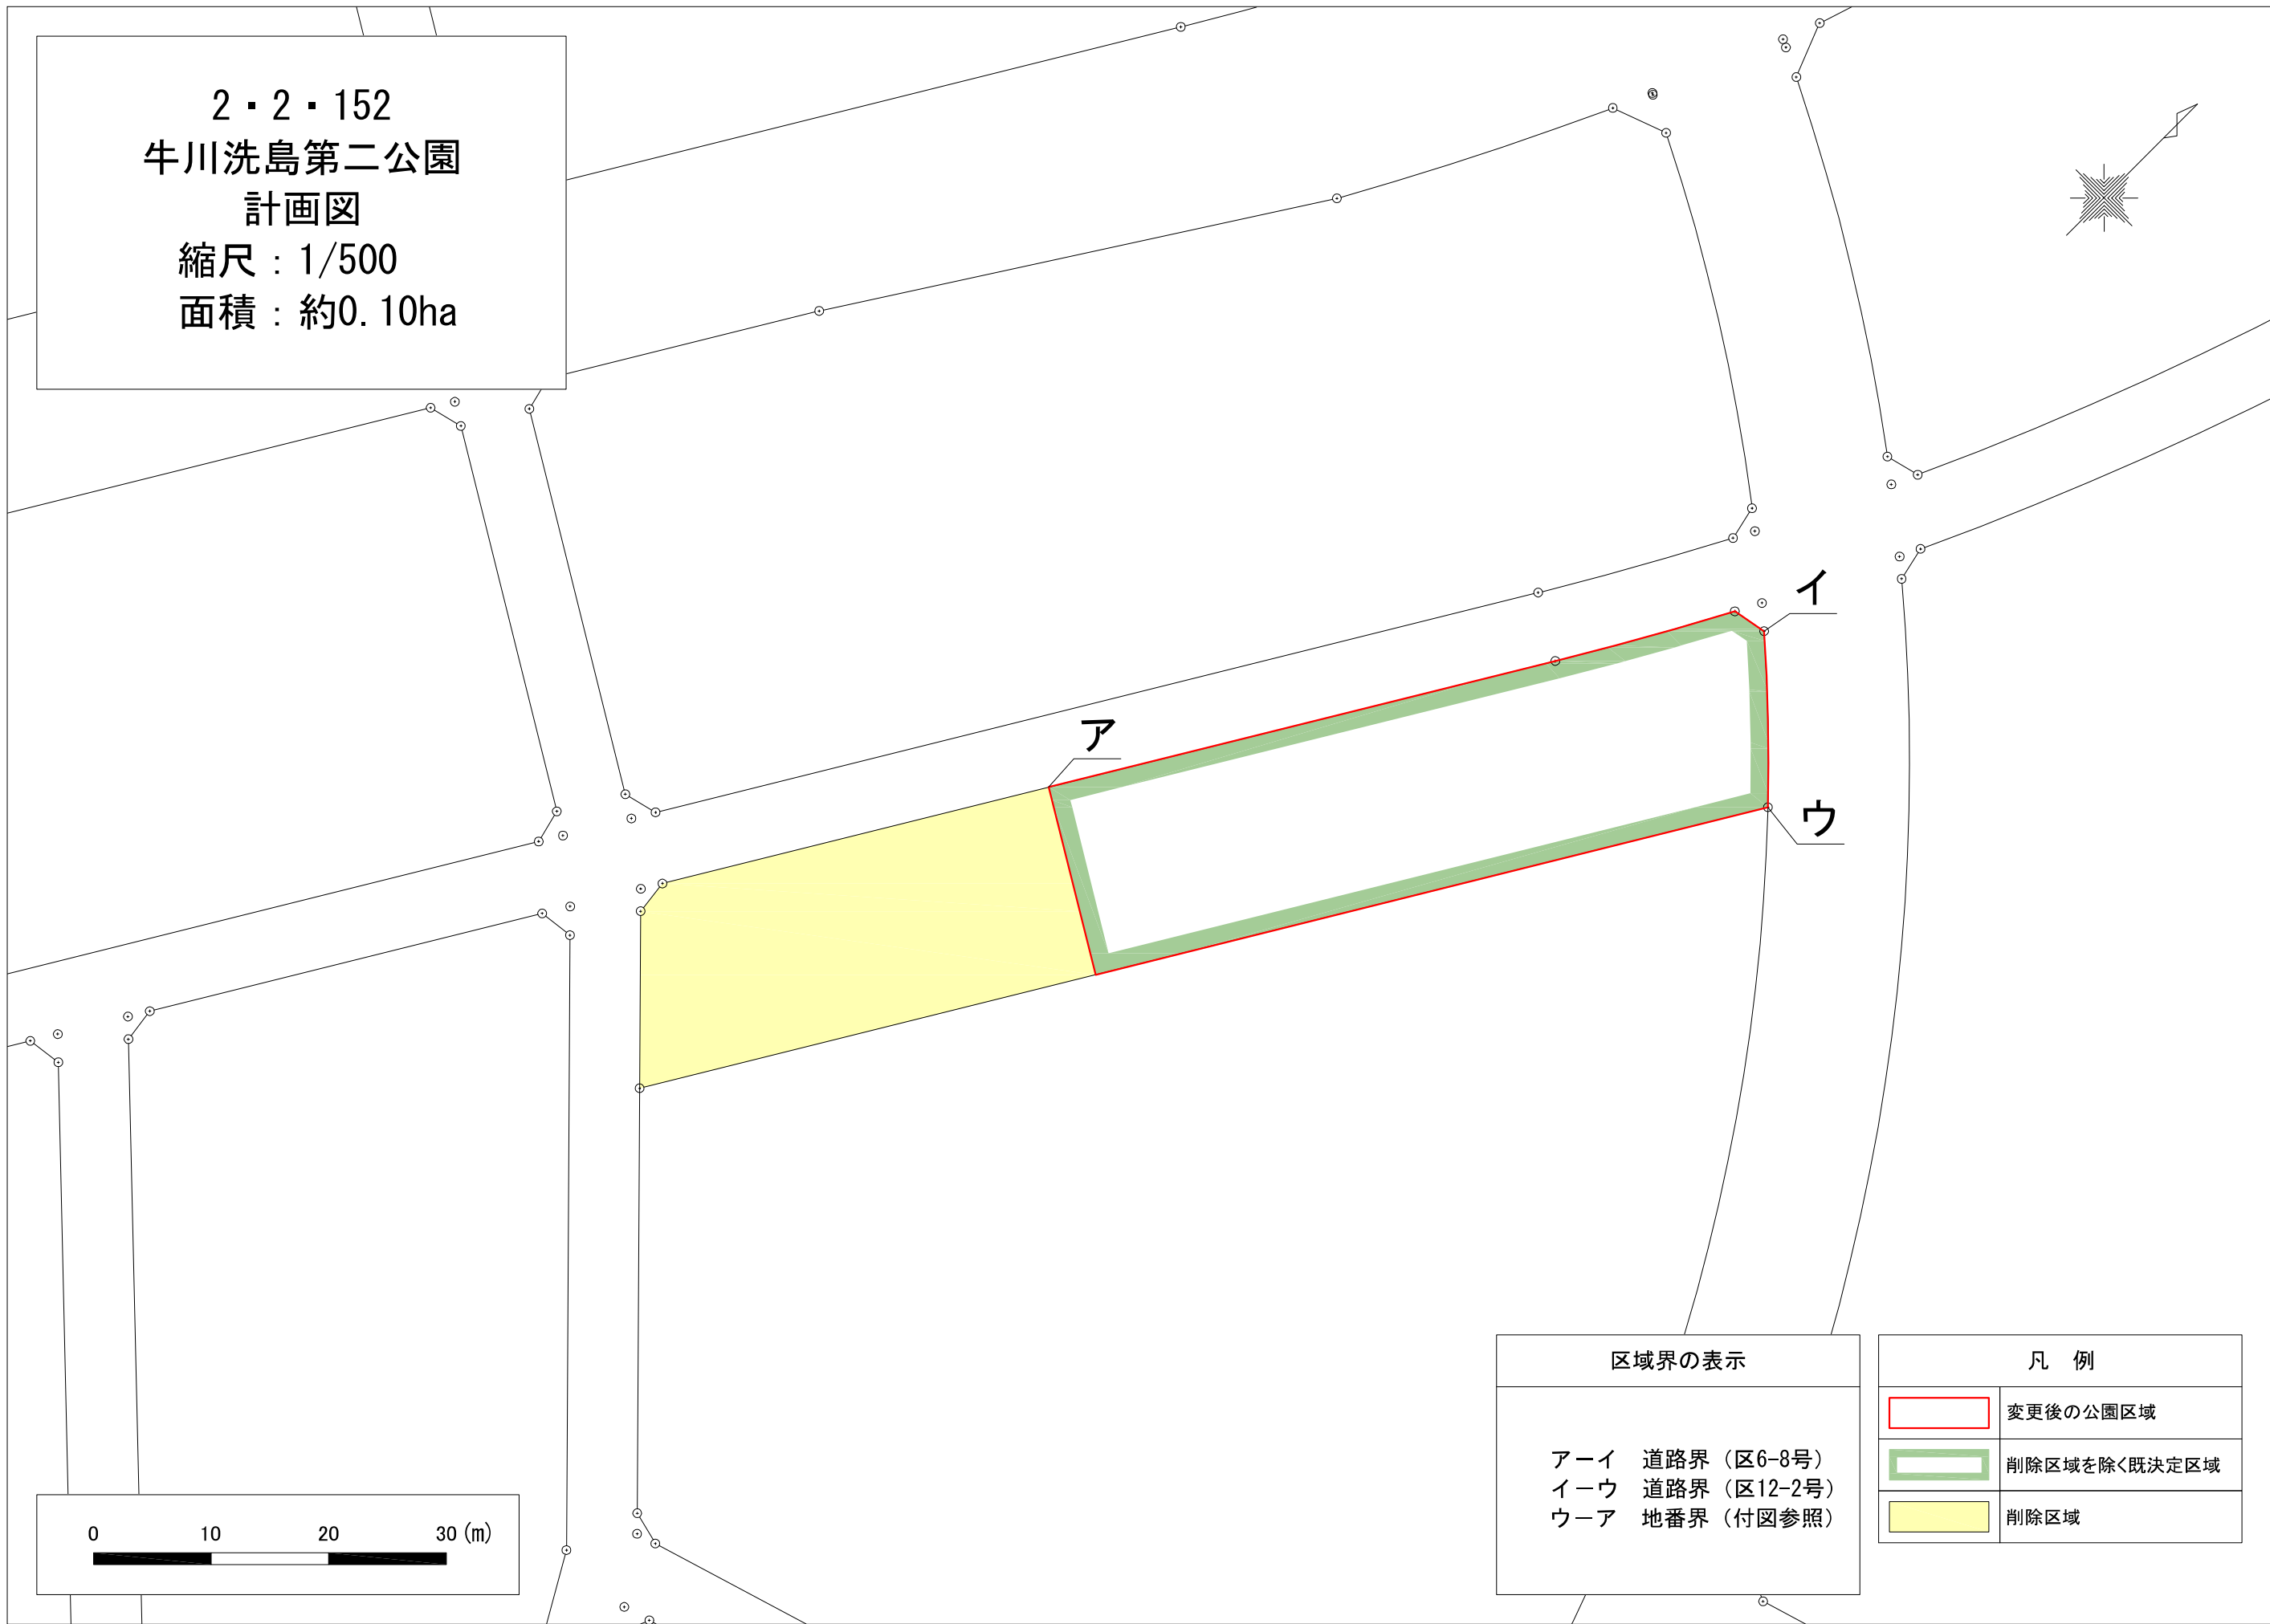 2・2・152
牛川洗島第二公園
計画図
縮尺：1/500
面積：約0.10ha
イ
ア
ウ
区域界の表示
アーイ　道路界（区6-8号）
イーウ　道路界（区12-2号）
ウーア　地番界（付図参照）
凡　例
変更後の公園区域
削除区域を除く既決定区域
削除区域
0 10 20 30(m)